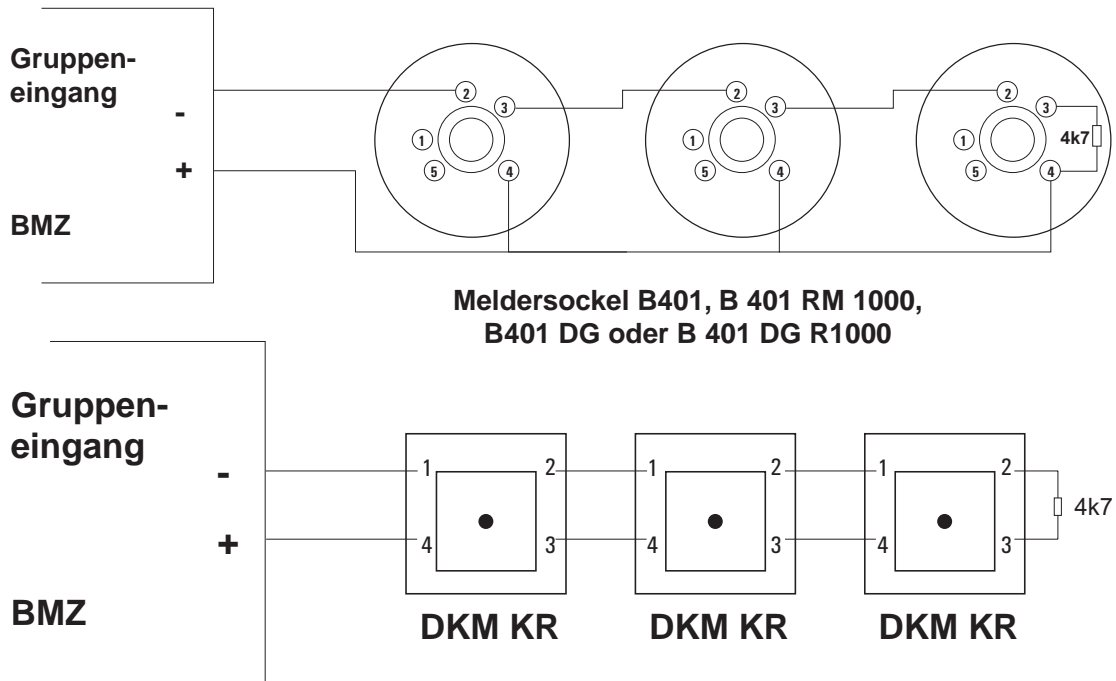 Gruppen-
eingang
-
+
BMZ
2
3
1
5
4
2
3
1
5
4
2
3
1
5
4
4k7
Meldersockel B401, B 401 RM 1000,
B401 DG oder B 401 DG R1000
Gruppen-
eingang
-
+
BMZ
1 2
4 3
1 2
4 3
1 2
4 3
4k7
DKM KR DKM KR DKM KR